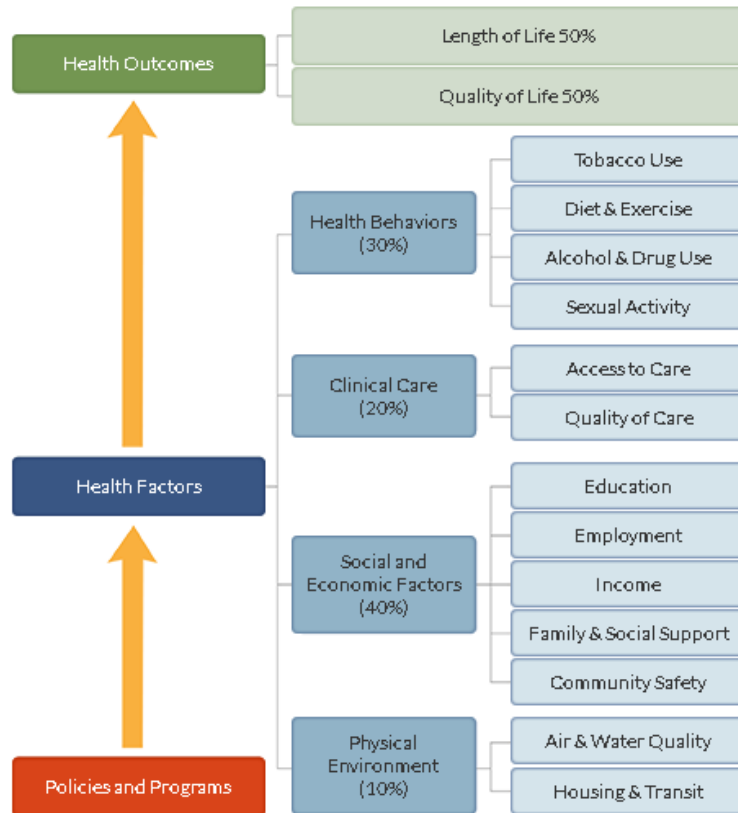 Health Outcomes
Length of Life 50%
Quality of Life 50%
Health Behaviors
(30%)
Tobacco Use
Diet & Exercise
Alcohol & Drug Use
Sexual Activity
Clinical Care
(20%)
Access to Care
Quality of Care
Health Factors
Social and
Economic Factors
(40%)
Education
Employment
Income
Family & Social Support
Community Safety
Physical
Environment
(10%)
Air & Water Quality
Housing & Transit
Policies and Programs